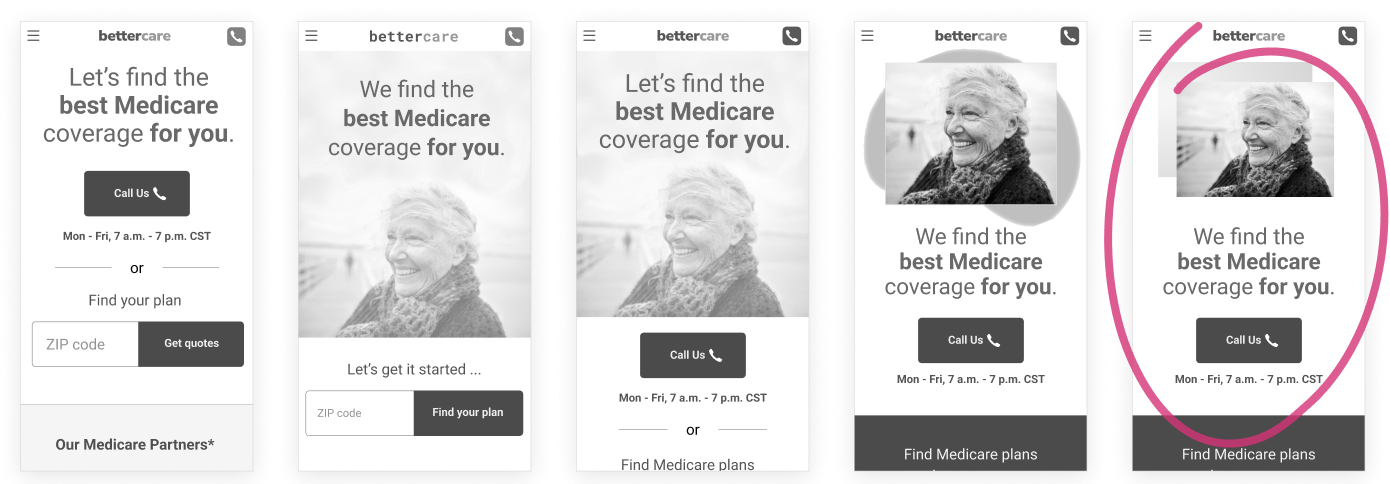 bettercare
Let's find the
best Medicare
coverage for you.
Call Us
Mon - Fri, 7 a.m. - 7 p.m. CST
or
Find your plan
ZIP code
Get quotes
Our Medicare Partners*
bettercare
We find the
best Medicare
coverage for you.
Let's get it started ...
ZIP code
Find your plan
bettercare
Let's find the
best Medicare
coverage for you.
Call Us
Mon - Fri, 7 a.m. - 7 p.m. CST
or
Find Medicare plans
bettercare
We find the
best Medicare
coverage for you.
Call Us
Mon - Fri, 7 a.m. - 7 p.m. CST
Find Medicare plans
bettercare
We find the
best Medicare
coverage for you.
Call Us
Mon - Fri, 7 a.m. - 7 p.m. CST
Find Medicare plans